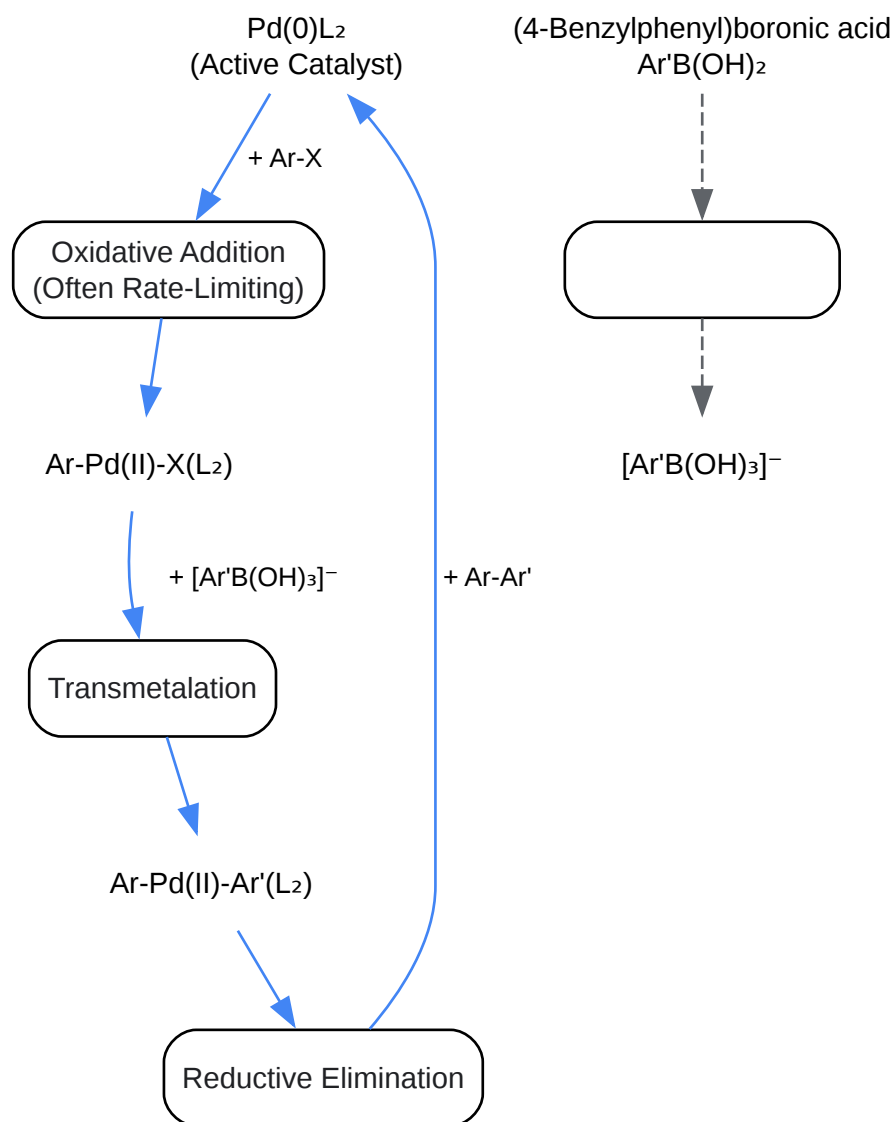 Pd(0)L₂
(Active Catalyst)
(4-Benzylphenyl)boronic acid
Ar'B(OH)₂
+ Ar-X
Oxidative Addition
(Often Rate-Limiting)
Ar-Pd(II)-X(L₂)
[Ar'B(OH)₃]⁻
+ [Ar'B(OH)₃]⁻
+ Ar-Ar'
Transmetalation
Ar-Pd(II)-Ar'(L₂)
Reductive Elimination